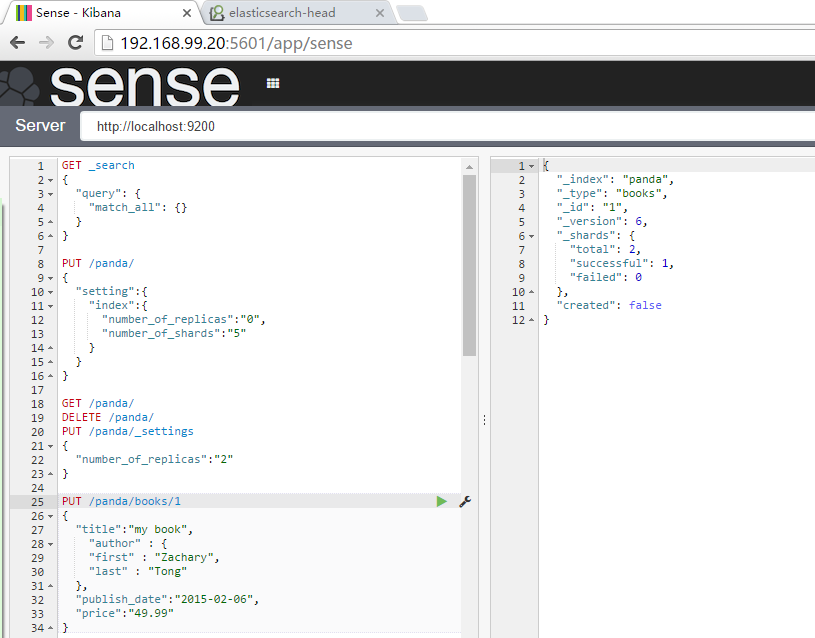 Sense - Kibana
elasticsearch-head
192.168.99.20:5601/app/sense
sense
Server
http://localhost:9200
1 GET _search
2 {
3 "query": {
4 "match_all": {}
5 }
6 }
7
8 PUT /panda/
9 {
10 "setting":{
11 "index":{
12 "number_of_replicas":"0",
13 "number_of_shards":"5"
14 }
15 }
16 }
17
18 GET /panda/
19 DELETE /panda/
20 PUT /panda/_settings
21 {
22 "number_of_replicas":"2"
23 }
24
25 PUT /panda/books/1
26 {
27 "title":"my book",
28 "author" : {
29 "first" : "Zachary",
30 "last" : "Tong"
31 },
32 "publish_date":"2015-02-06",
33 "price":"49.99"
34 }
1 {
2 "_index": "panda",
3 "_type": "books",
4 "_id": "1",
5 "_version": 6,
6 "_shards": {
7 "total": 2,
8 "successful": 1,
9 "failed": 0
10 },
11 "created": false
12 }